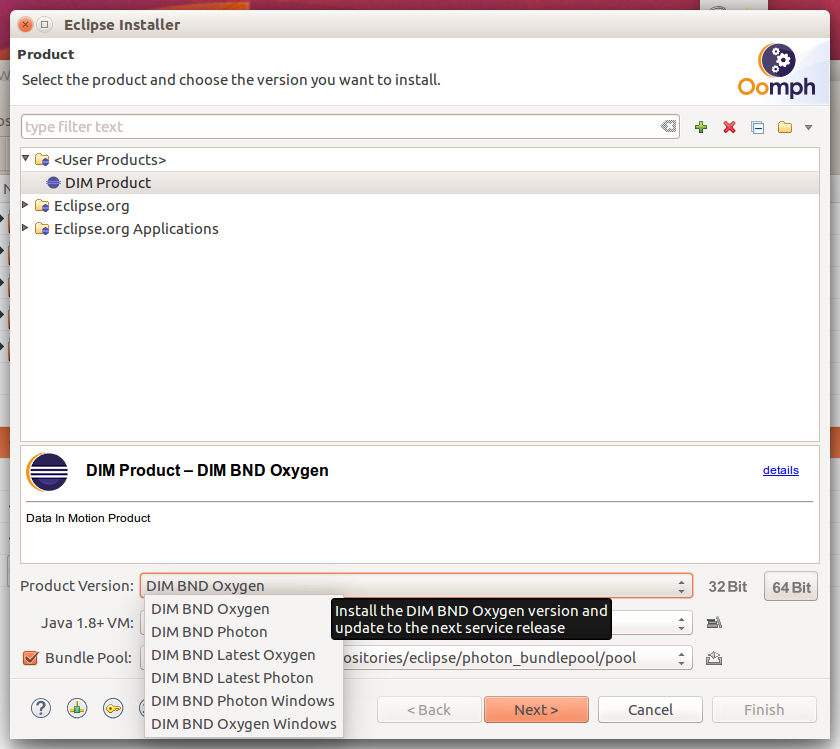 Eclipse Installer
Product
Select the product and choose the version you want to install.
Oomph
type filter text
<User Products>
DIM Product
Eclipse.org
Eclipse.org Applications
DIM Product – DIM BND Oxygen
details
Data In Motion Product
Product Version: DIM BND Oxygen 32 Bit 64 Bit
DIM BND Oxygen
DIM BND Photon
DIM BND Latest Oxygen
DIM BND Latest Photon
DIM BND Photon Windows
DIM BND Oxygen Windows
Install the DIM BND Oxygen version and
update to the next service release
Java 1.8+ VM:
Bundle Pool: ositories/eclipse/photon_bundlepool/pool
? < Back Next > Cancel Finish